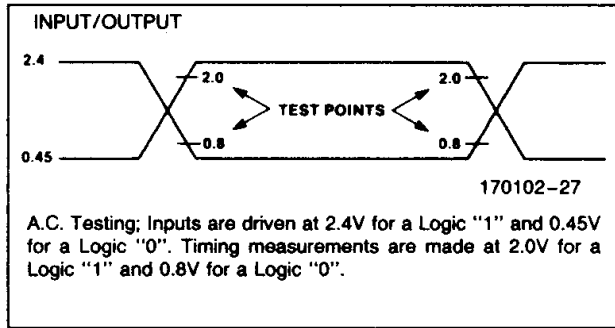 INPUT/OUTPUT
2.4
2.0
2.0
TEST POINTS
0.8
0.8
0.45
170102-27
A.C. Testing; Inputs are driven at 2.4V for a Logic "1" and 0.45V
for a Logic "0". Timing measurements are made at 2.0V for a
Logic "1" and 0.8V for a Logic "0".